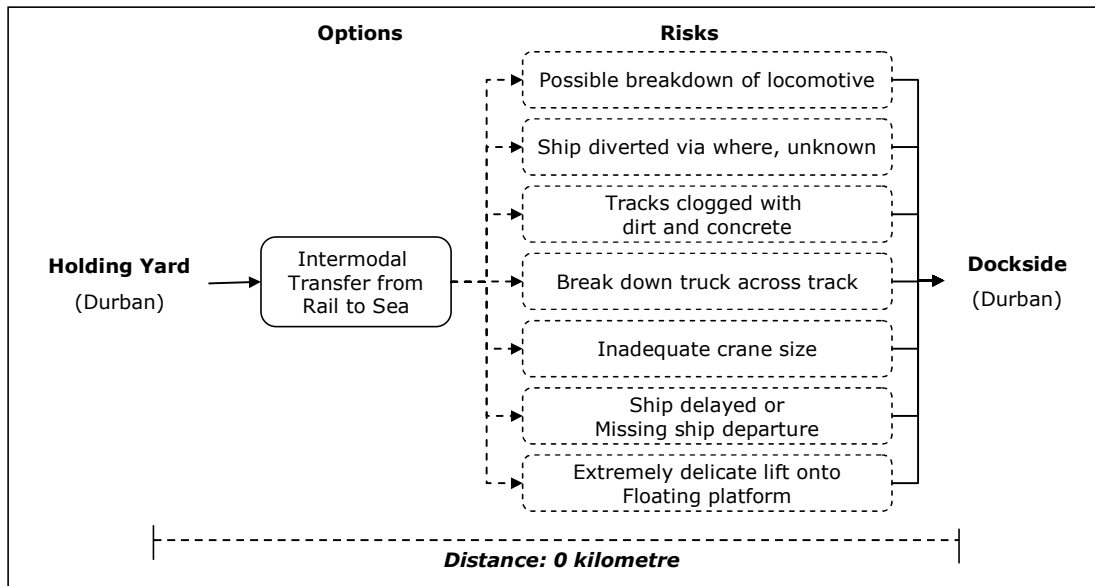 Options
Risks
Possible breakdown of locomotive
Ship diverted via where, unknown
Tracks clogged with
dirt and concrete
Holding Yard
(Durban)
Intermodal
Transfer from
Rail to Sea
Break down truck across track
Dockside
(Durban)
Inadequate crane size
Ship delayed or
Missing ship departure
Extremely delicate lift onto
Floating platform
Distance: 0 kilometre